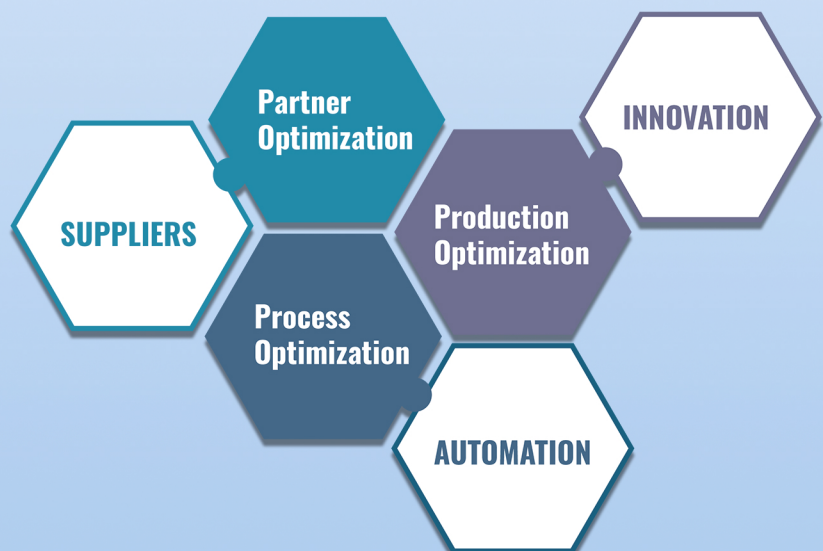 Partner
Optimization
INNOVATION
SUPPLIERS
Production
Optimization
Process
Optimization
AUTOMATION